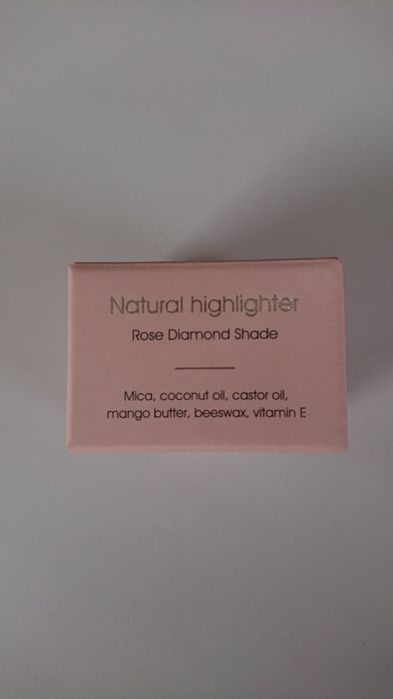 Natural highlighter
Rose Diamond Shade
Mica, coconut oil, castor oil,
mango butter, beeswax, vitamin E